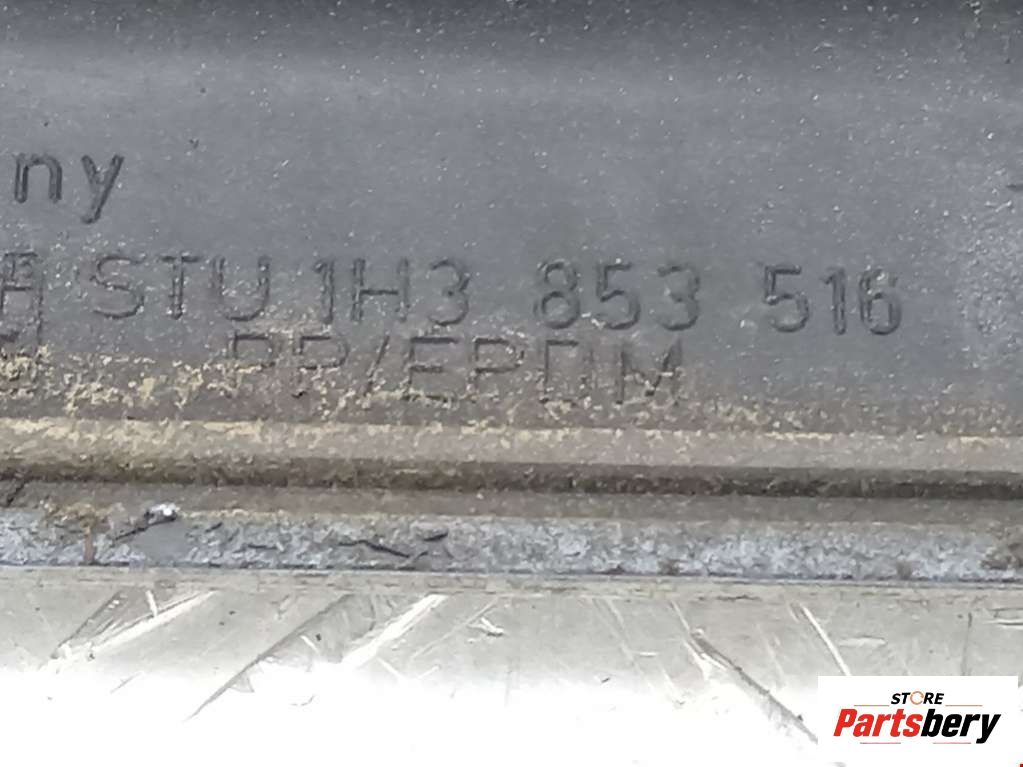 ny
STU 1H3 853 516
PP/EPDM
STORE
Partsbery